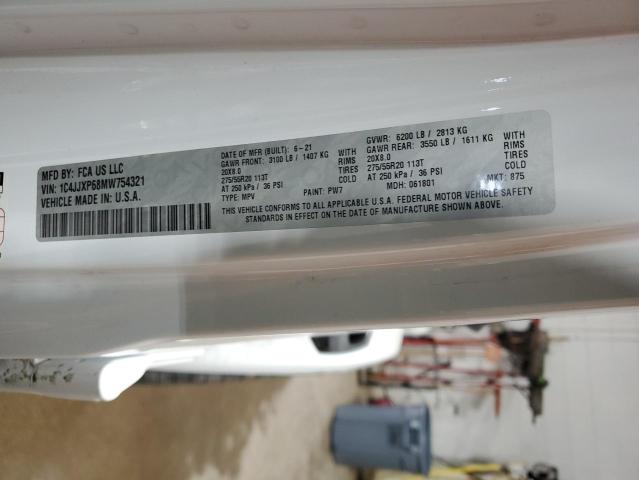 MFD BY: FCA US LLC
VIN: 1C4JJXP68MW754321
VEHICLE MADE IN: U.S.A.
DATE OF MFR (BUILT): 6-21
GAWR FRONT: 3100 LB / 1407 KG WITH
20X8.0 RIMS
275/55R20 113T TIRES
AT 250 kPa / 36 PSI COLD
TYPE: MPV PAINT: PW7
GVWR: 6200 LB / 2813 KG
GAWR REAR: 3550 LB / 1611 KG WITH
20X8.0 RIMS
275/55R20 113T TIRES
AT 250 kPa / 36 PSI COLD
MDH: 061801 MKT: 875
THIS VEHICLE CONFORMS TO ALL APPLICABLE U.S.A. FEDERAL MOTOR VEHICLE SAFETY
STANDARDS IN EFFECT ON THE DATE OF MANUFACTURE SHOWN ABOVE.